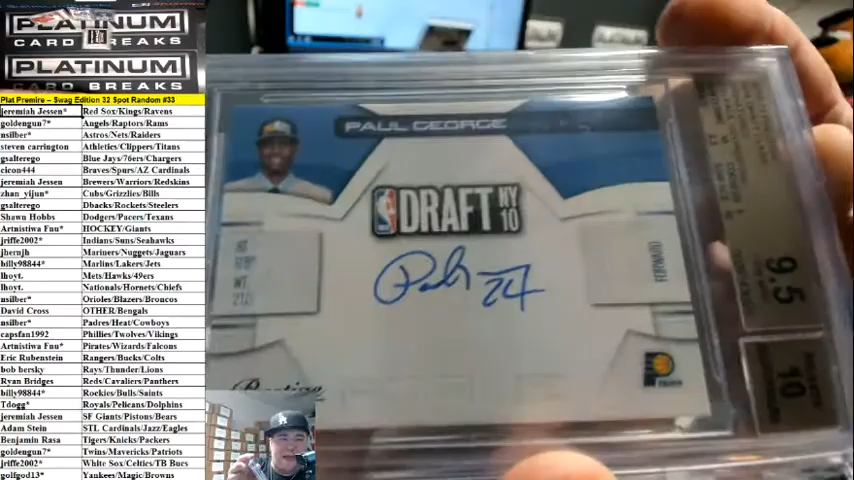 PLATINUM
CARD BREAKS
PLATINUM
CARD BREAKS
Plat Premire – Swag Edition 32 Spot Random #33
jeremiah Jessen* Red Sox/Kings/Ravens
goldengun7* Angels/Raptors/Rams
nsilber* Astros/Nets/Raiders
steven carrington Athletics/Clippers/Titans
gsalterego Blue Jays/76ers/Chargers
cicon444 Braves/Spurs/AZ Cardinals
jeremiah Jessen Brewers/Warriors/Redskins
zhan_yijun* Cubs/Grizzlies/Bills
gsalterego Dbacks/Rockets/Steelers
Shawn Hobbs Dodgers/Pacers/Texans
Artnistiwa Fnu* HOCKEY/Giants
jriffe2002* Indians/Suns/Seahawks
jhernjh Mariners/Nuggets/Jaguars
billy98844* Marlins/Lakers/Jets
lhoyt. Mets/Hawks/49ers
lhoyt. Nationals/Hornets/Chiefs
nsilber* Orioles/Blazers/Broncos
David Cross OTHER/Bengals
nsilber* Padres/Heat/Cowboys
capsfan1992 Phillies/Twolves/Vikings
Artnistiwa Fnu* Pirates/Wizards/Falcons
Eric Rubenstein Rangers/Bucks/Colts
bob bersky Rays/Thunder/Lions
Ryan Bridges Reds/Cavaliers/Panthers
billy98844* Rockies/Bulls/Saints
Tdogg* Royals/Pelicans/Dolphins
jeremiah Jessen SF Giants/Pistons/Bears
Adam Stein STL Cardinals/Jazz/Eagles
Benjamin Rasa Tigers/Knicks/Packers
goldengun7* Twins/Mavericks/Patriots
jriffe2002* White Sox/Celtics/TB Bucs
golfgod13* Yankees/Magic/Browns
PAUL GEORGE
DRAFT NY 10
24
FORWARD
9.5
10